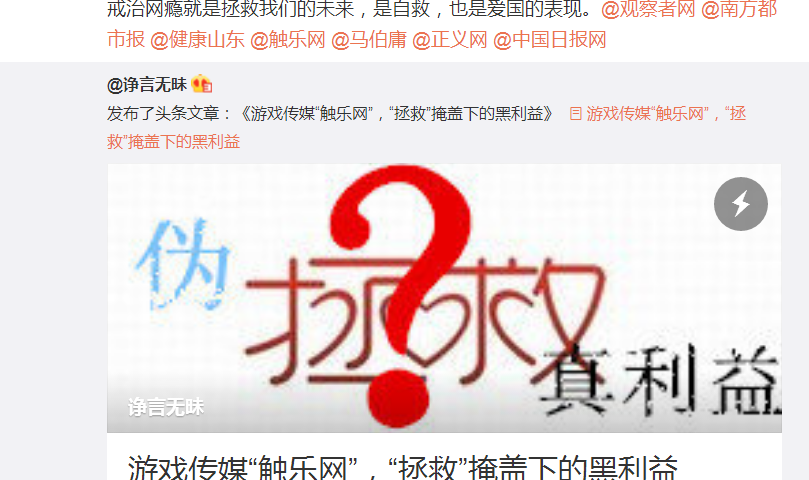 戒治网瘾就是拯救我们的未来，是自救，也是爱国的表现。@观察者网 @南方都
市报 @健康山东 @触乐网 @马伯庸 @正义网 @中国日报网
@诤言无昧
发布了头条文章：《游戏传媒“触乐网”，“拯救”掩盖下的黑利益》 游戏传媒“触乐网”，“拯
救”掩盖下的黑利益
伪
拯救
？
真利益
诤言无昧
游戏传媒“触乐网”，“拯救”掩盖下的黑利益